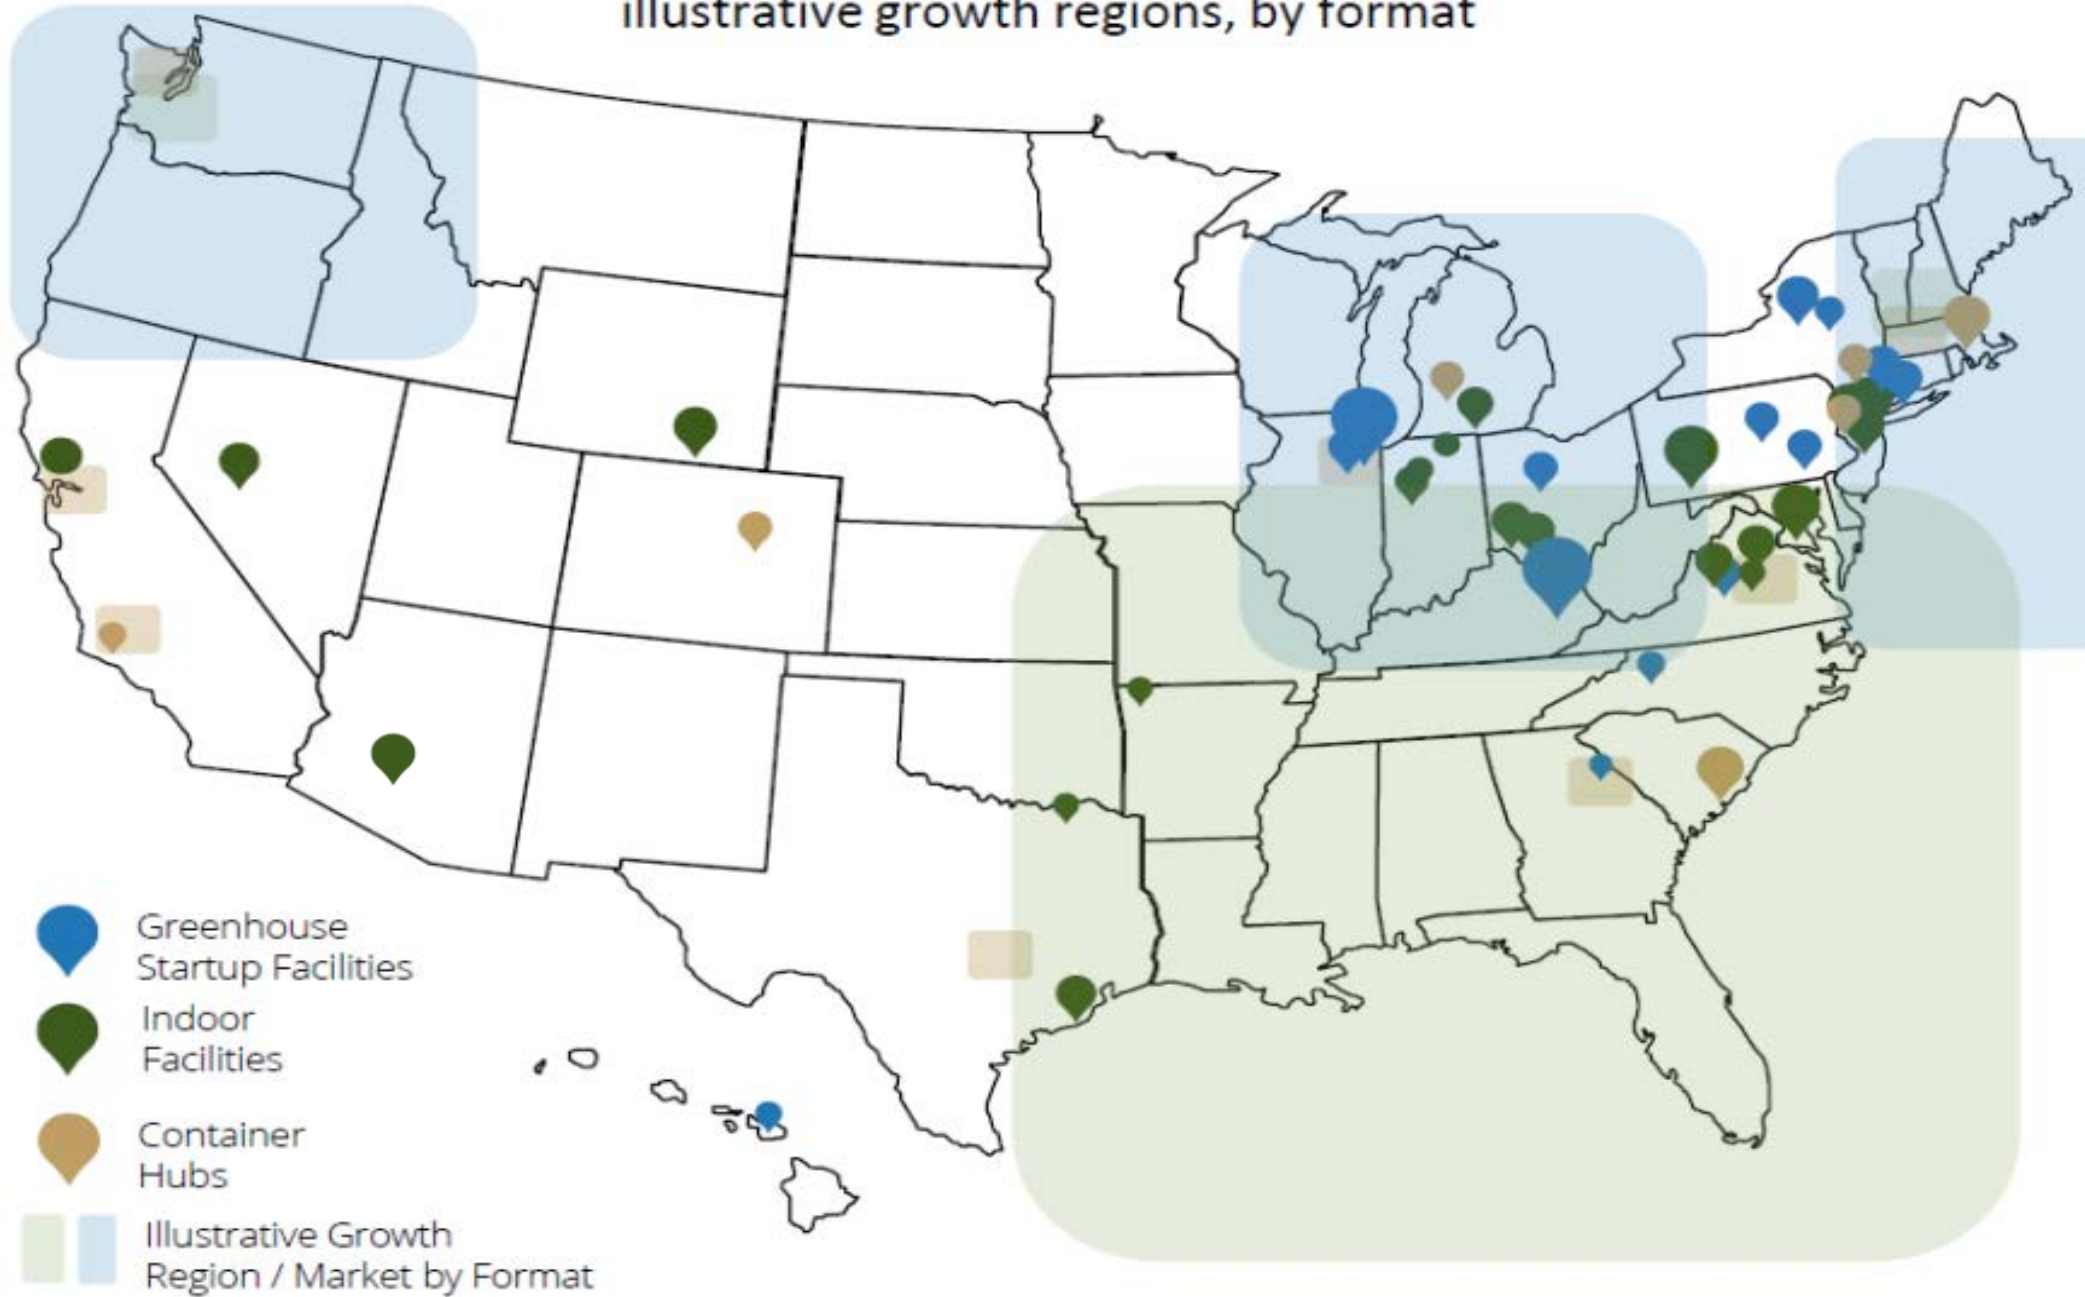 illustrative growth regions, by format
Greenhouse
Startup Facilities
Indoor
Facilities
Container
Hubs
Illustrative Growth
Region / Market by Format